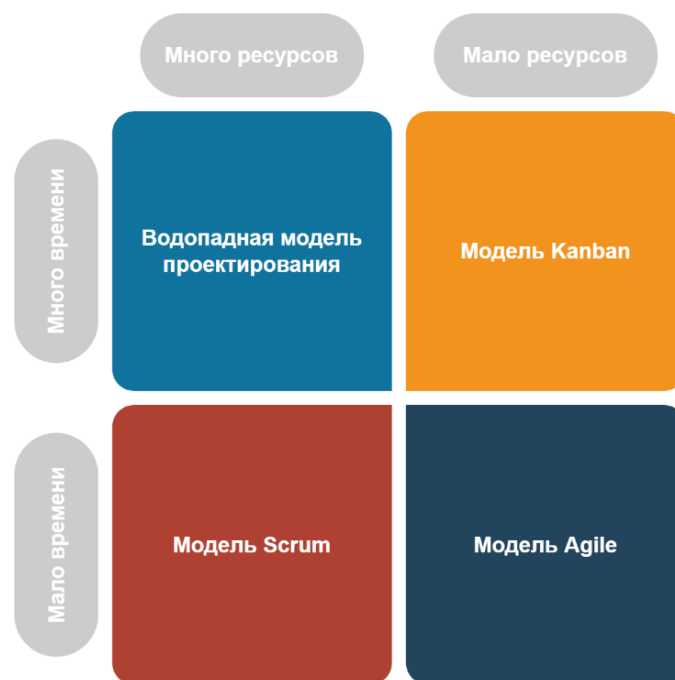 Много ресурсов
Мало ресурсов
Много времени
Водопадная модель
проектирования
Модель Kanban
Мало времени
Модель Scrum
Модель Agile